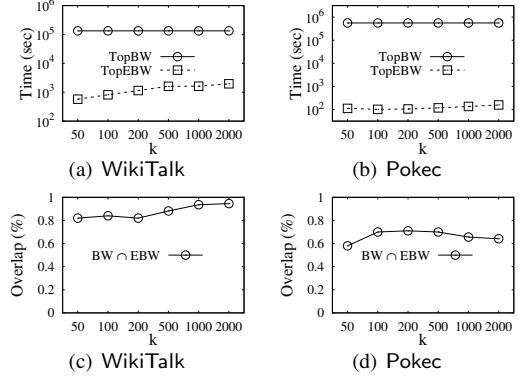 10^6
10^5
10^4
10^3
10^2
Time (sec)
TopBW
TopEBW
50 100 200 500 1000 2000
k
(a) WikiTalk
10^6
10^5
10^4
10^3
10^2
Time (sec)
TopBW
TopEBW
50 100 200 500 1000 2000
k
(b) Pokec
1
0.8
0.6
0.4
0.2
0
Overlap (%)
BW ∩ EBW
50 100 200 500 1000 2000
k
(c) WikiTalk
1
0.8
0.6
0.4
0.2
0
Overlap (%)
BW ∩ EBW
50 100 200 500 1000 2000
k
(d) Pokec